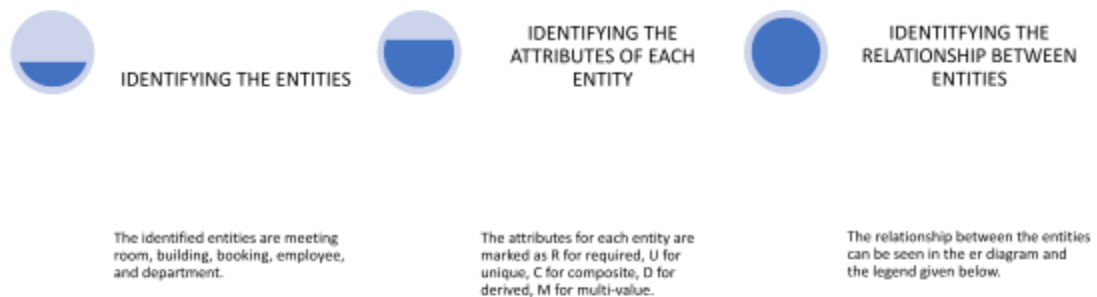 IDENTIFYING THE ENTITIES
The identified entities are meeting
room, building, booking, employee,
and department.
IDENTIFYING THE
ATTRIBUTES OF EACH
ENTITY
The attributes for each entity are
marked as R for required, U for
unique, C for composite, D for
derived, M for multi-value.
IDENTITFYING THE
RELATIONSHIP BETWEEN
ENTITIES
The relationship between the entities
can be seen in the er diagram and
the legend given below.